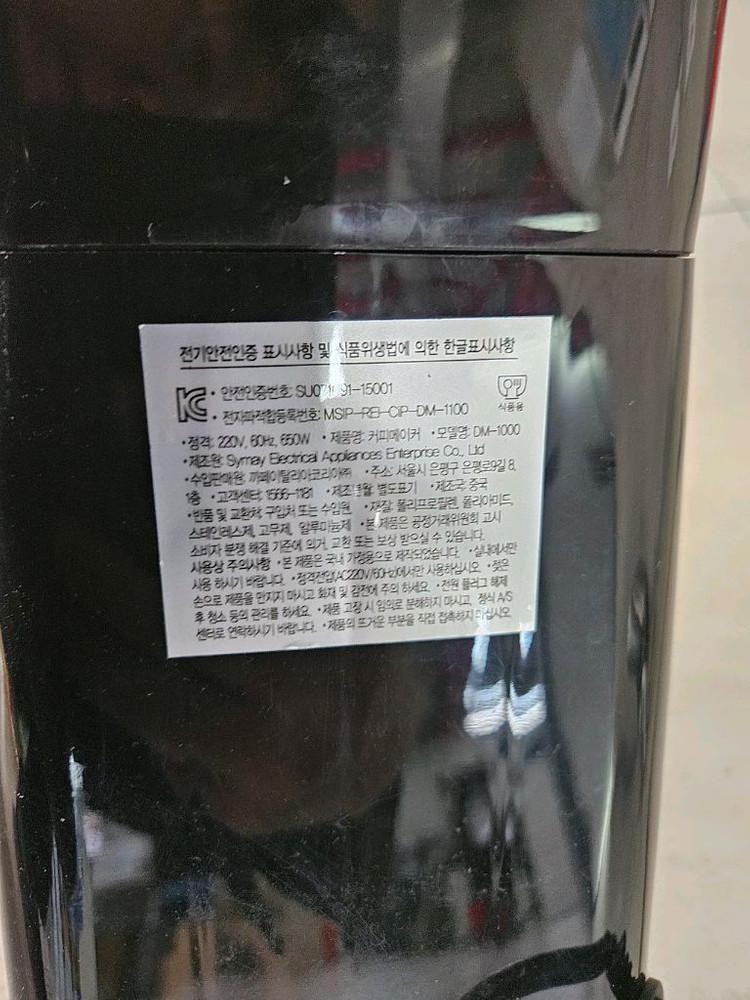 전기안전인증 표시사항 및 식품위생법에 의한 한글표시사항
· 안전인증번호: 91-15001
· 전자파적합등록번호: MSIP-REI-CiP-DM-1100
식품용
·정격: 220V, 60Hz, 650W ·제품명: 커피메이커 ·모델명: DM-1000
·제조원: Symay Electrical Appliances Enterprise Co., Ltd
·수입판매원: 까페이탈리아코리아㈜ ·주소: 서울시 은평구 은평로9길 8,
1층 ·고객센터: 1566-1181 ·제조년월: 별도표기 ·제조국: 중국
·반품 및 교환처: 구입처 또는 수입원 ·재질: 폴리프로필렌, 폴리아미드,
스테인레스제, 고무제, 알루미늄제 ·본 제품은 공정거래위원회 고시
소비자 분쟁 해결 기준에 의거, 교환 또는 보상 받으실 수 있습니다.
사용상 주의사항 ·본 제품은 국내 가정용으로 제작되었습니다. ·실내에서만
사용 하시기 바랍니다. ·정격전압(AC220V/60Hz)에서만 사용하십시오. ·젖은
손으로 제품을 만지지 마시고 화재 및 감전에 주의 하세요. ·전원 플러그 해제
후 청소 등의 관리를 하세요. ·제품 고장 시 임의로 분해하지 마시고, 정식 A/S
센터로 연락하시기 바랍니다. ·제품의 뜨거운 부분을 직접 접촉하지 마십시오.